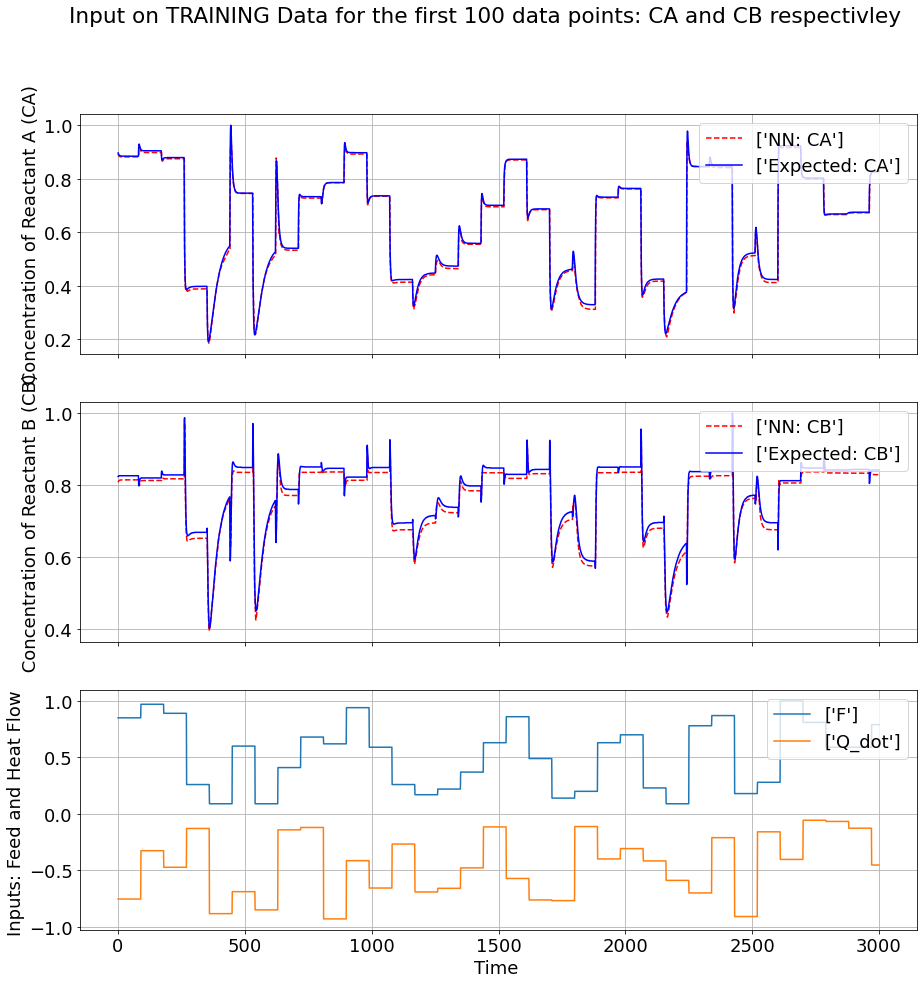 Input on TRAINING Data for the first 100 data points: CA and CB respectivley
Concentration of Reactant A (CA)
1.0
0.8
0.6
0.4
0.2
['NN: CA']
['Expected: CA']
Concentration of Reactant B (CB)
1.0
0.8
0.6
0.4
['NN: CB']
['Expected: CB']
Inputs: Feed and Heat Flow
1.0
0.5
0.0
−0.5
−1.0
['F']
['Q_dot']
0 500 1000 1500 2000 2500 3000
Time